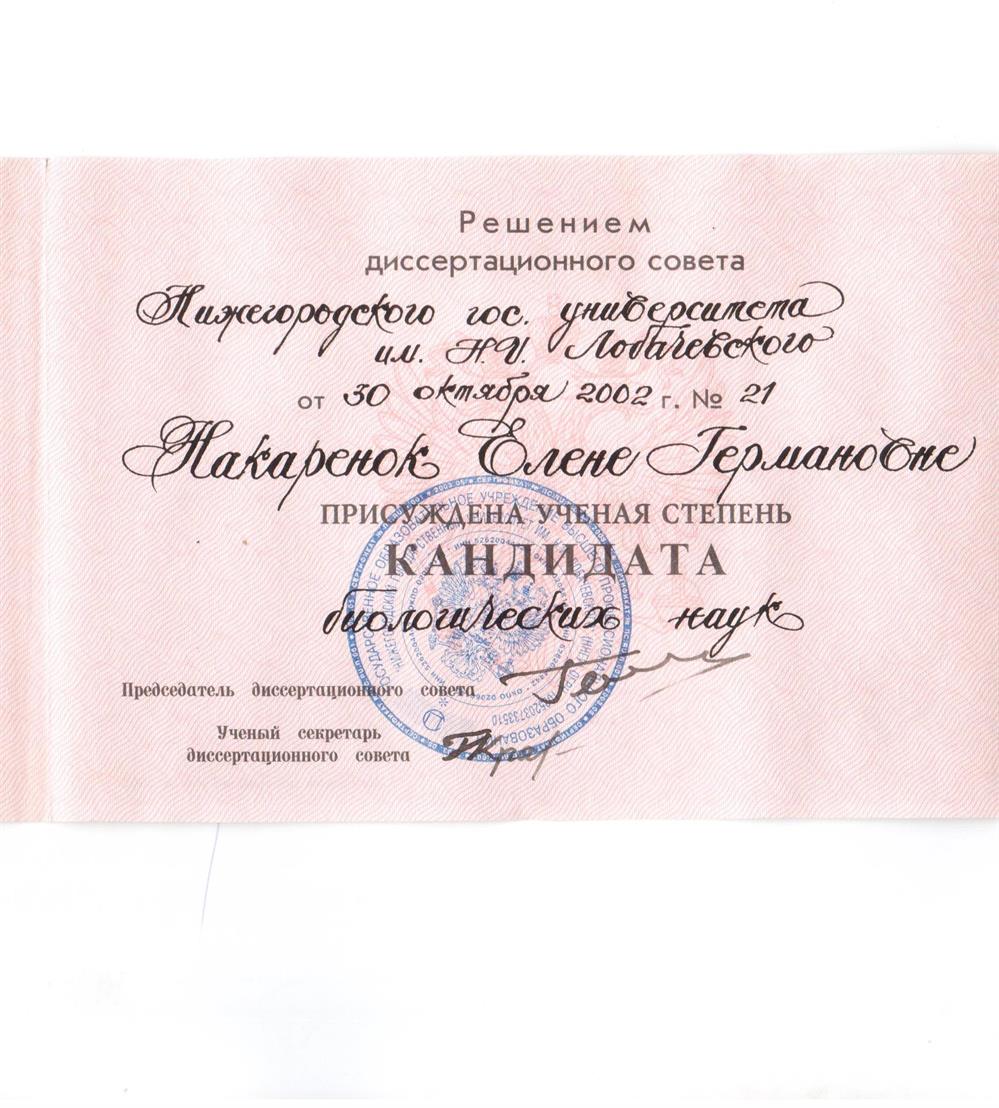 Решением
диссертационного совета
Нижегородского гос. университета
им. Н.И. Лобачевского
от 30 октября 2002 г. № 21
Накаренок Елене Германовне
ПРИСУЖДЕНА УЧЕНАЯ СТЕПЕНЬ
КАНДИДАТА
биологических наук
Председатель диссертационного совета
Ученый секретарь
диссертационного совета